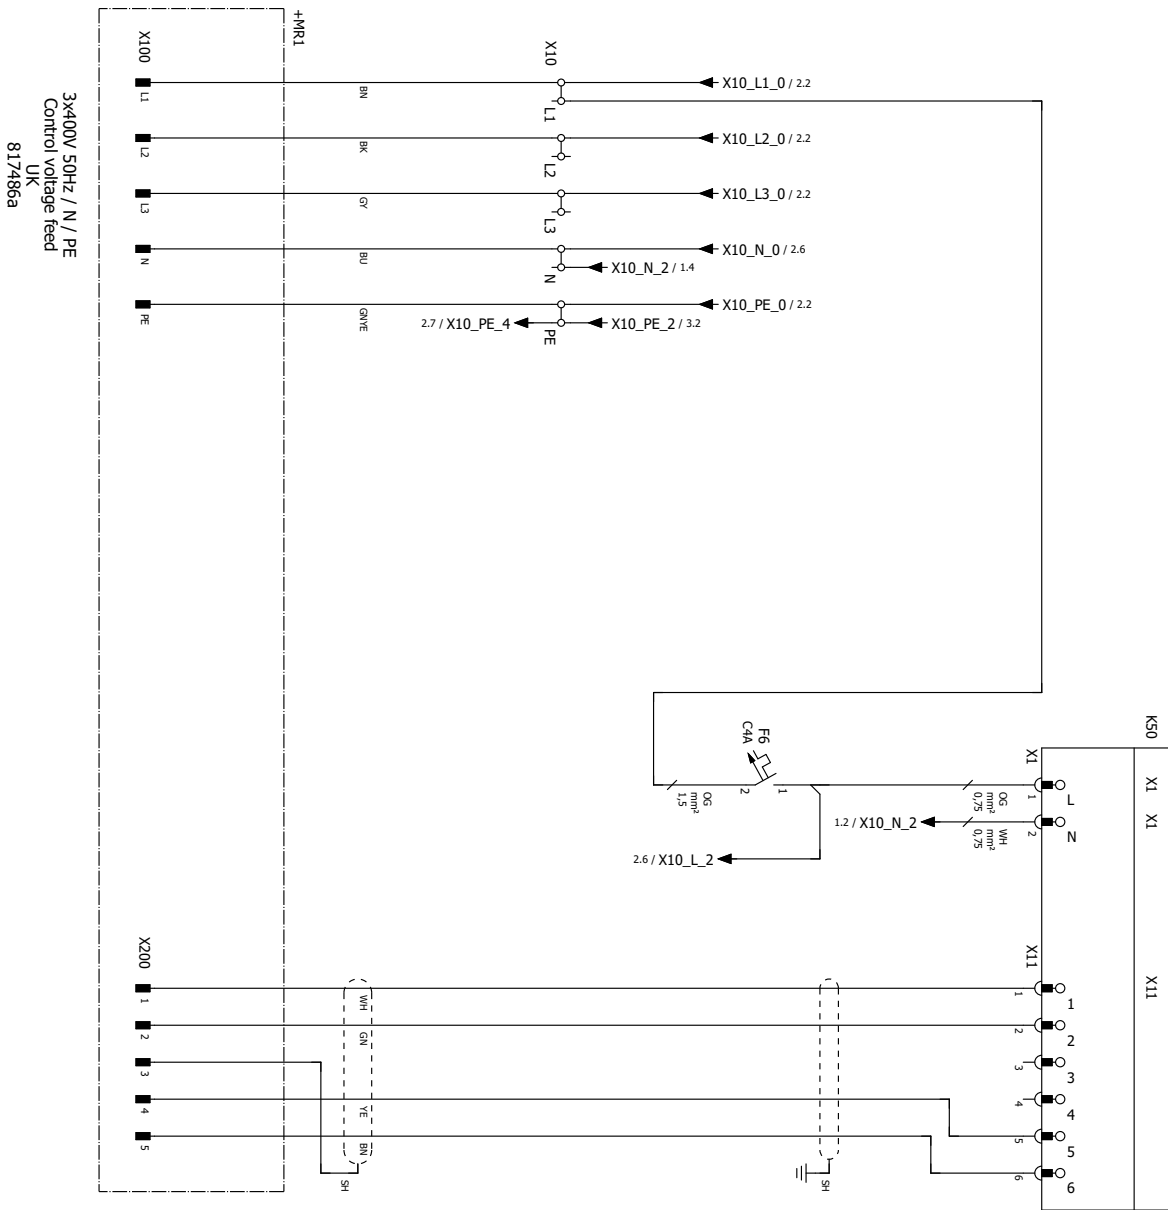 +MR1
X100
X10
X10_L1_0 / 2.2
BN
L1
L1
X10_L2_0 / 2.2
BK
L2
L2
X10_L3_0 / 2.2
GY
L3
L3
X10_N_0 / 2.6
BU
N
N
X10_N_2 / 1.4
X10_PE_0 / 2.2
GNYE
PE
PE
2.7 / X10_PE_4
X10_PE_2 / 3.2
3x400V 50Hz / N / PE
Control voltage feed
UK
817486a
K50
X1
X1
X1
F6
C4A
2
1
OG
mm²
1,5
OG
mm²
0,75
1
L
1.2 / X10_N_2
WH
mm²
0,75
2
N
2.6 / X10_L_2
X200
X11
X11
1
WH
1
1
2
GN
2
2
3
3
3
4
YE
4
4
5
BN
5
5
SH
SH
6
6